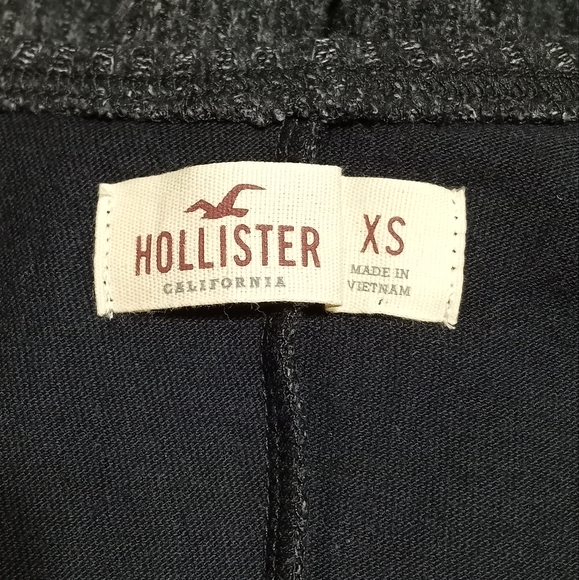 HOLLISTER
CALIFORNIA
XS
MADE IN
VIETNAM